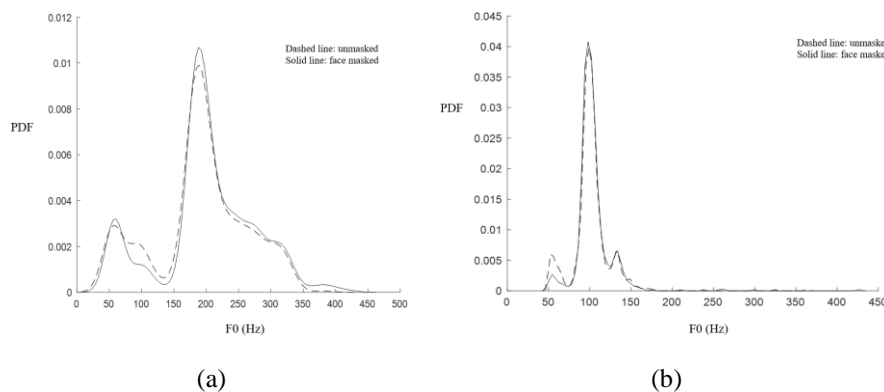 0.012
0.01
0.008
0.006
0.004
0.002
0
PDF
Dashed line: unmasked
Solid line: face masked
0 50 100 150 200 250 300 350 400 450 500
F0 (Hz)
(a)
0.045
0.04
0.035
0.03
0.025
0.02
0.015
0.01
0.005
0
PDF
Dashed line: unmaske
Solid line: face maske
0 50 100 150 200 250 300 350 400 450
F0 (Hz)
(b)